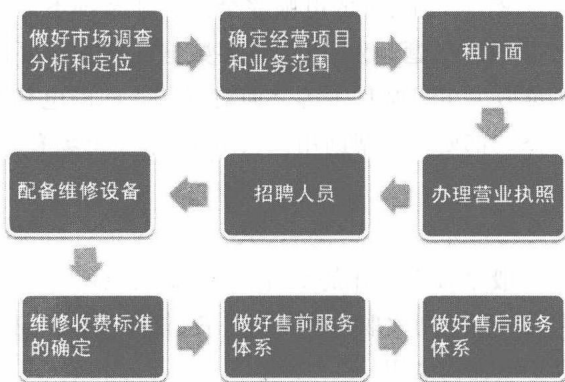 做好市场调查
分析和定位
确定经营项目
和业务范围
租门面
办理营业执照
招聘人员
配备维修设备
维修收费标准
的确定
做好售前服务
体系
做好售后服务
体系